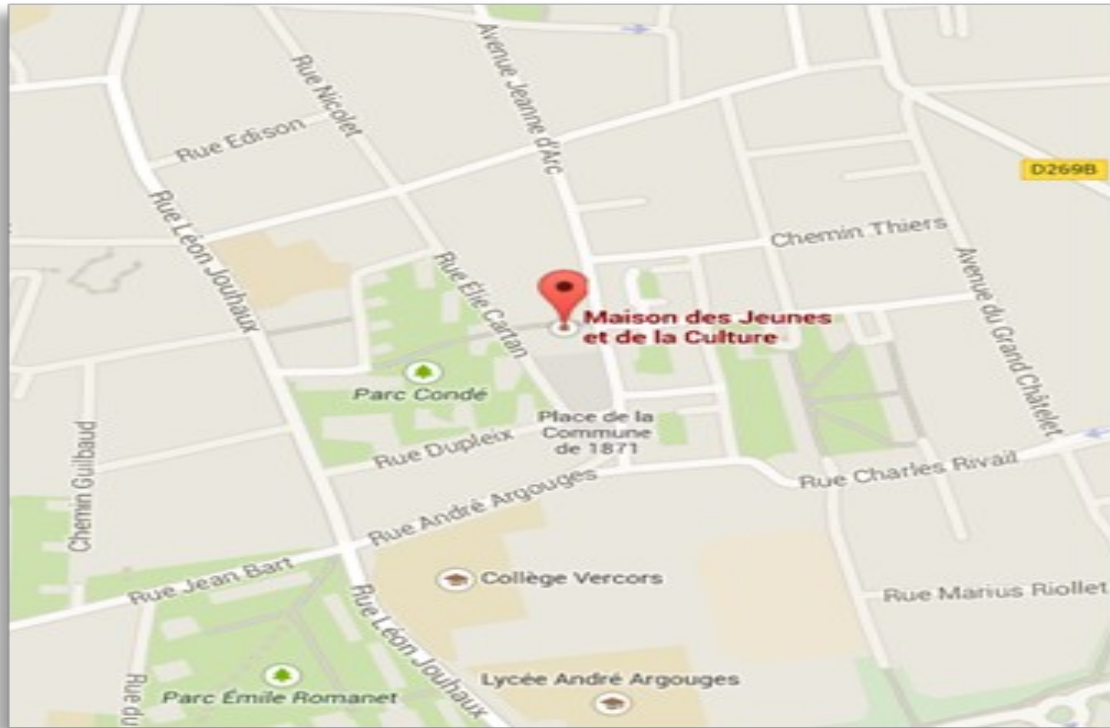 Avenue Jeanne d'Arc
Rue Nicolet
Rue Edison
D269B
Rue Léon Jouhaux
Chemin Thiers
Rue Élie Cartan
Avenue du Grand Châtelet
Maison des Jeunes
et de la Culture
Parc Condé
Place de la
Commune
de 1871
Rue Dupleix
Chemin Guilbaud
Rue André Argouges
Rue Charles Rivail
Rue Jean Bart
Collège Vercors
Rue Marius Riollet
Rue Léon Jouhaux
Parc Émile Romanet
Rue du
Lycée André Argouges